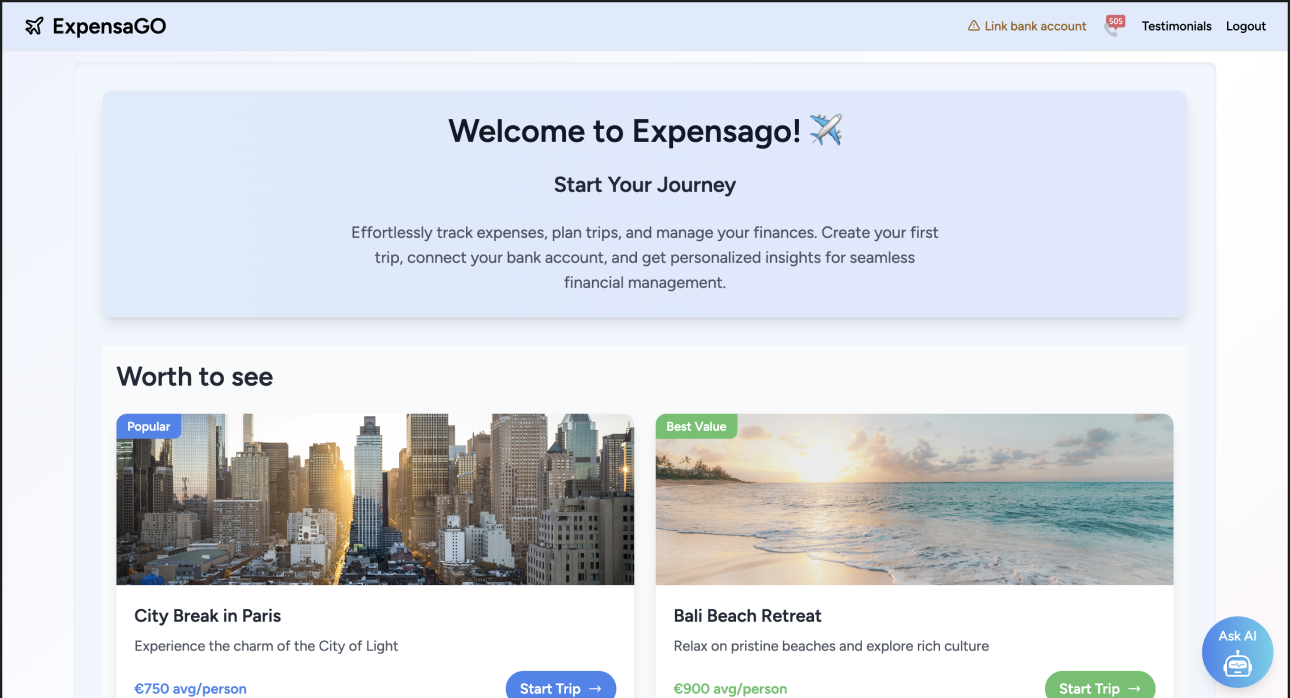 ExpensaGO
Link bank account
SOS
Testimonials
Logout
Welcome to Expensago!
Start Your Journey
Effortlessly track expenses, plan trips, and manage your finances. Create your first
trip, connect your bank account, and get personalized insights for seamless
financial management.
Worth to see
Popular
Best Value
City Break in Paris
Experience the charm of the City of Light
€750 avg/person
Start Trip →
Bali Beach Retreat
Relax on pristine beaches and explore rich culture
€900 avg/person
Start Trip →
Ask AI